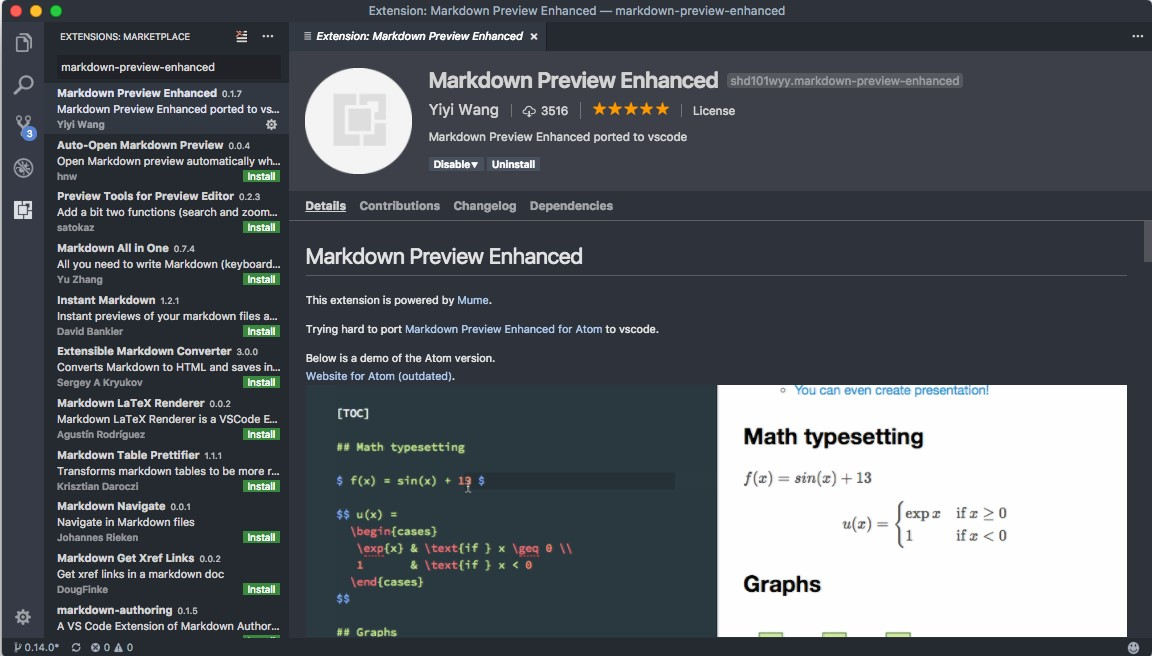 Extension: Markdown Preview Enhanced — markdown-preview-enhanced
EXTENSIONS: MARKETPLACE
markdown-preview-enhanced
Markdown Preview Enhanced 0.1.7
Markdown Preview Enhanced ported to vs...
Yiyi Wang
Auto-Open Markdown Preview 0.0.4
Open Markdown preview automatically wh...
hnw Install
Preview Tools for Preview Editor 0.2.3
Add a bit two functions (search and zoom...
satokaz Install
Markdown All in One 0.7.4
All you need to write Markdown (keyboard...
Yu Zhang Install
Instant Markdown 1.2.1
Instant previews of your markdown files a...
David Bankier Install
Extensible Markdown Converter 3.0.0
Converts Markdown to HTML and saves in...
Sergey A Kryukov Install
Markdown LaTeX Renderer 0.0.2
Markdown LaTeX Renderer is a VSCode E...
Agustín Rodríguez Install
Markdown Table Prettifier 1.1.1
Transforms markdown tables to be more r...
Krisztian Daroczi Install
Markdown Navigate 0.0.1
Navigate in Markdown files
Johannes Rieken Install
Markdown Get Xref Links 0.0.2
Get xref links in a markdown doc
DougFinke Install
markdown-authoring 0.1.5
A VS Code Extension of Markdown Author...
3
Extension: Markdown Preview Enhanced ×
Markdown Preview Enhanced shd101wyy.markdown-preview-enhanced
Yiyi Wang 3516 ★★★★★ License
Markdown Preview Enhanced ported to vscode
Disable▾ Uninstall
Details Contributions Changelog Dependencies
Markdown Preview Enhanced
This extension is powered by Mume.
Trying hard to port Markdown Preview Enhanced for Atom to vscode.
Below is a demo of the Atom version.
Website for Atom (outdated).
[TOC]
## Math typesetting
$ f(x) = sin(x) + 13 $
$$ u(x) =
\begin{cases}
\exp{x} & \text{if } x \geq 0 \\
1 & \text{if } x < 0
\end{cases}
$$
## Graphs
You can even create presentation!
Math typesetting
f(x) = sin(x) + 13
u(x) = { exp x if x ≥ 0
1 if x < 0
Graphs
0.14.0* 0 0